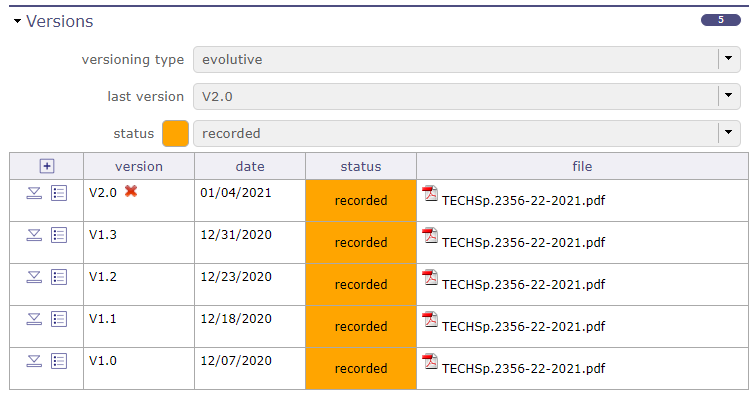 Versions 5
versioning type evolutive
last version V2.0
status recorded
version date status file
V2.0 01/04/2021 recorded TECHSp.2356-22-2021.pdf
V1.3 12/31/2020 recorded TECHSp.2356-22-2021.pdf
V1.2 12/23/2020 recorded TECHSp.2356-22-2021.pdf
V1.1 12/18/2020 recorded TECHSp.2356-22-2021.pdf
V1.0 12/07/2020 recorded TECHSp.2356-22-2021.pdf